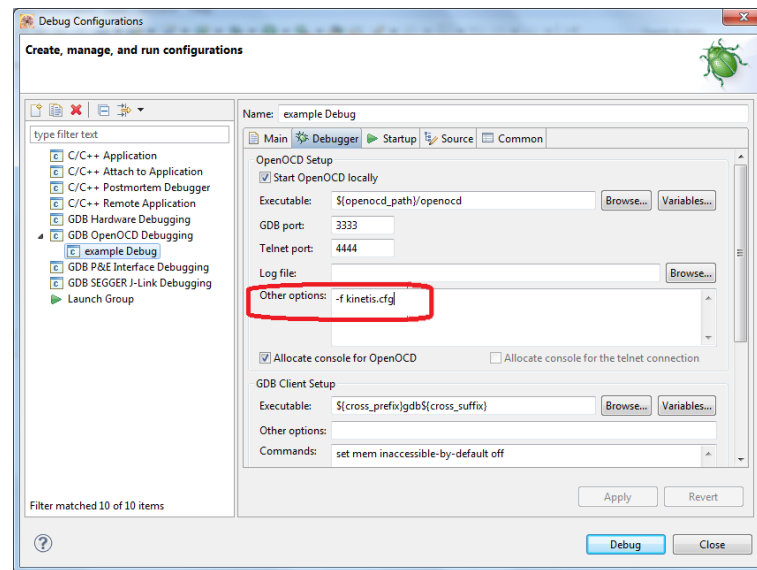 Debug Configurations
Create, manage, and run configurations
type filter text
C/C++ Application
C/C++ Attach to Application
C/C++ Postmortem Debugger
C/C++ Remote Application
GDB Hardware Debugging
GDB OpenOCD Debugging
example Debug
GDB P&E Interface Debugging
GDB SEGGER J-Link Debugging
Launch Group
Filter matched 10 of 10 items
Name: example Debug
Main Debugger Startup Source Common
OpenOCD Setup
Start OpenOCD locally
Executable: ${openocd_path}/openocd Browse... Variables...
GDB port: 3333
Telnet port: 4444
Log file: Browse...
Other options: -f kinetis.cfg
Allocate console for OpenOCD Allocate console for the telnet connection
GDB Client Setup
Executable: ${cross_prefix}gdb${cross_suffix} Browse... Variables...
Other options:
Commands: set mem inaccessible-by-default off
Apply Revert
? Debug Close